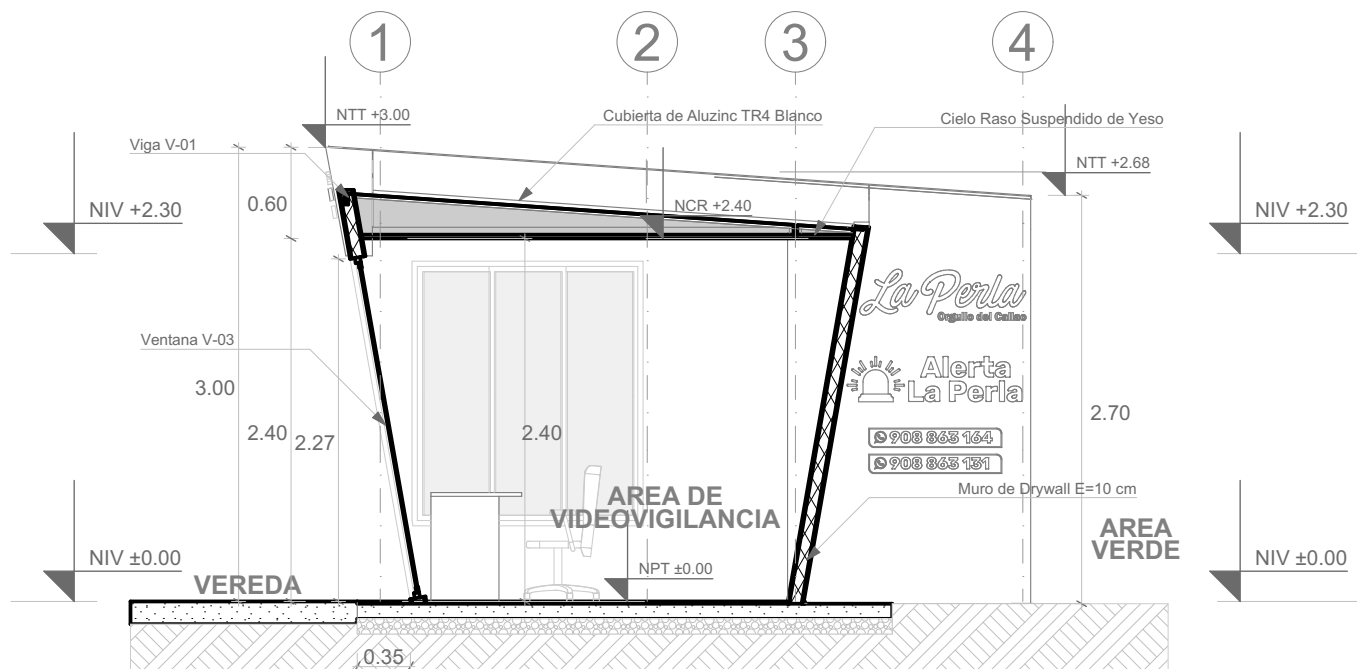 1
2
3
4
NTT +3.00
Cubierta de Aluzinc TR4 Blanco
Cielo Raso Suspendido de Yeso
Viga V-01
NTT +2.68
NIV +2.30
0.60
NCR +2.40
NIV +2.30
La Perla
Orgullo del Callao
Ventana V-03
Alerta
La Perla
3.00
2.70
2.40
2.27
2.40
908 863 164
908 863 131
Muro de Drywall E=10 cm
AREA DE
VIDEOVIGILANCIA
AREA
VERDE
NIV ±0.00
NPT ±0.00
NIV ±0.00
VEREDA
0.35